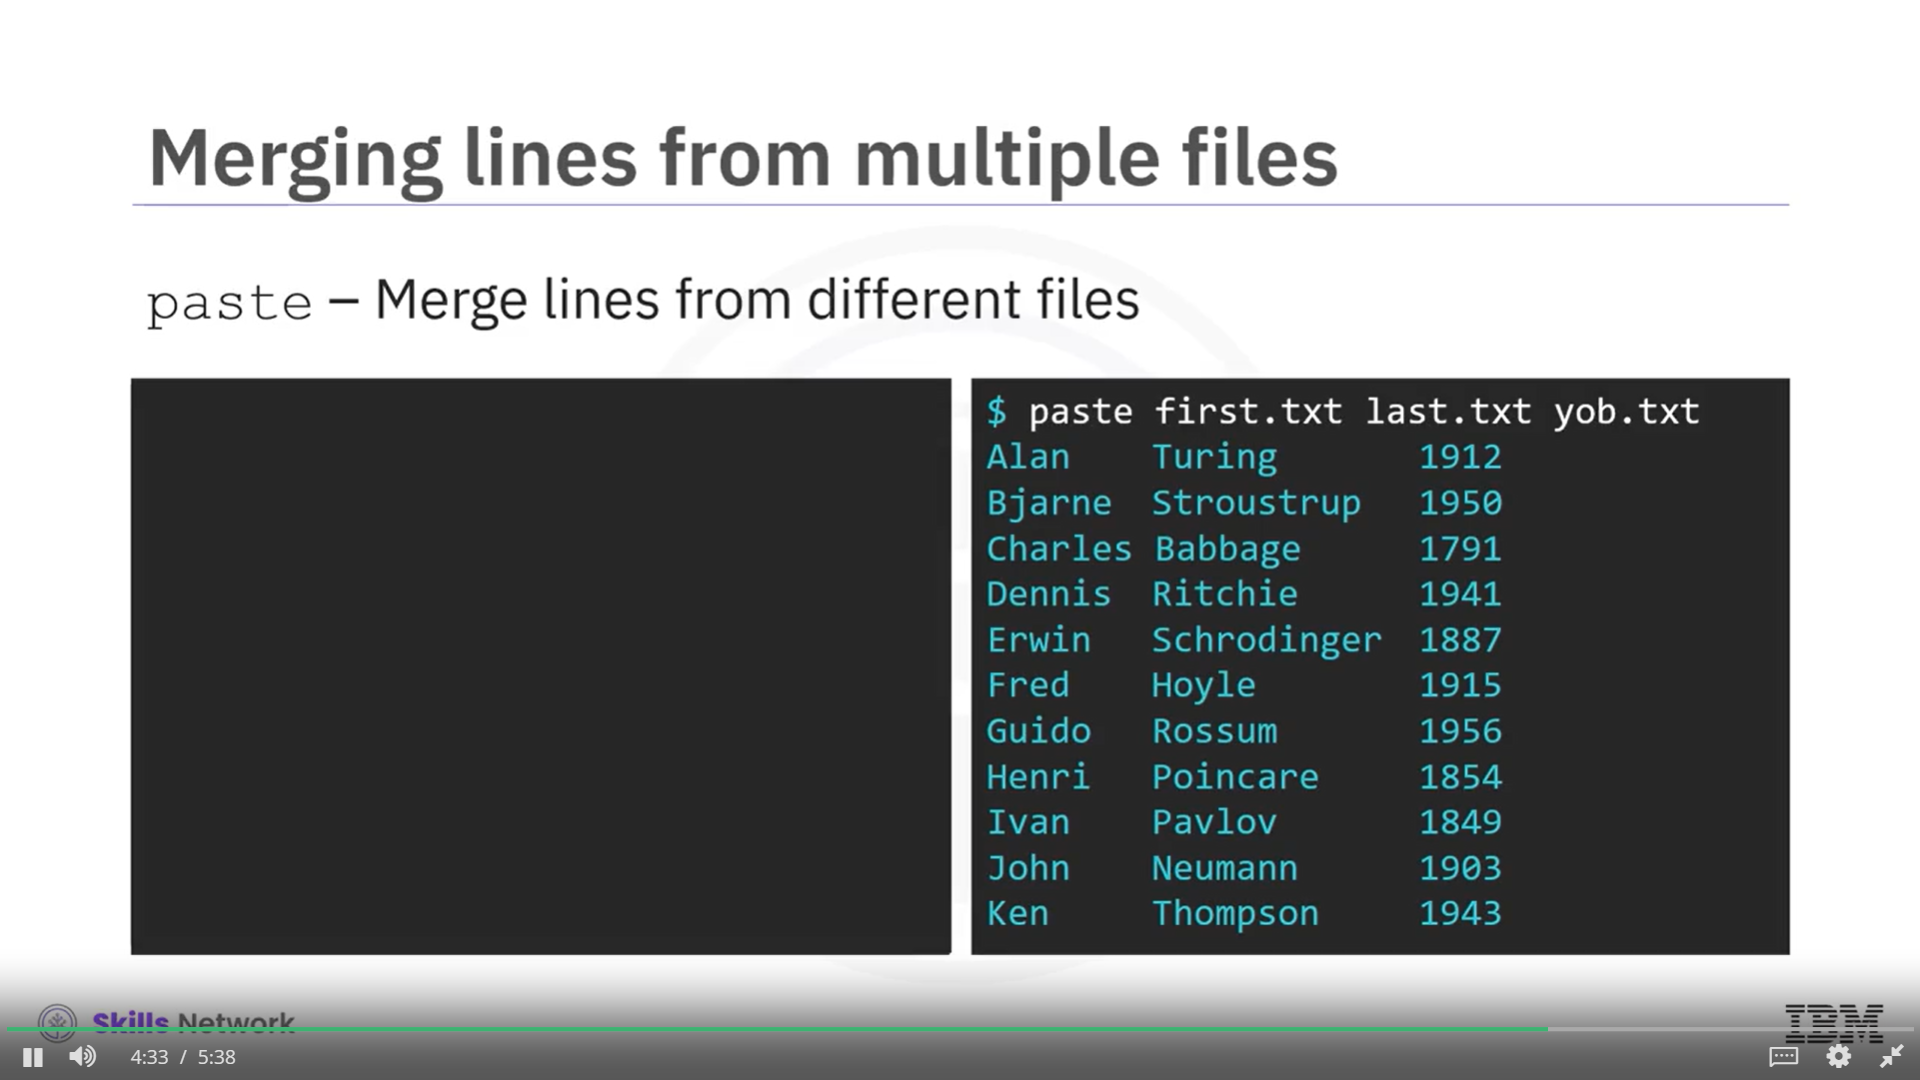 Merging lines from multiple files
paste – Merge lines from different files
$ paste first.txt last.txt yob.txt
Alan Turing 1912
Bjarne Stroustrup 1950
Charles Babbage 1791
Dennis Ritchie 1941
Erwin Schrodinger 1887
Fred Hoyle 1915
Guido Rossum 1956
Henri Poincare 1854
Ivan Pavlov 1849
John Neumann 1903
Ken Thompson 1943
Skills Network
IBM
4:33 / 5:38